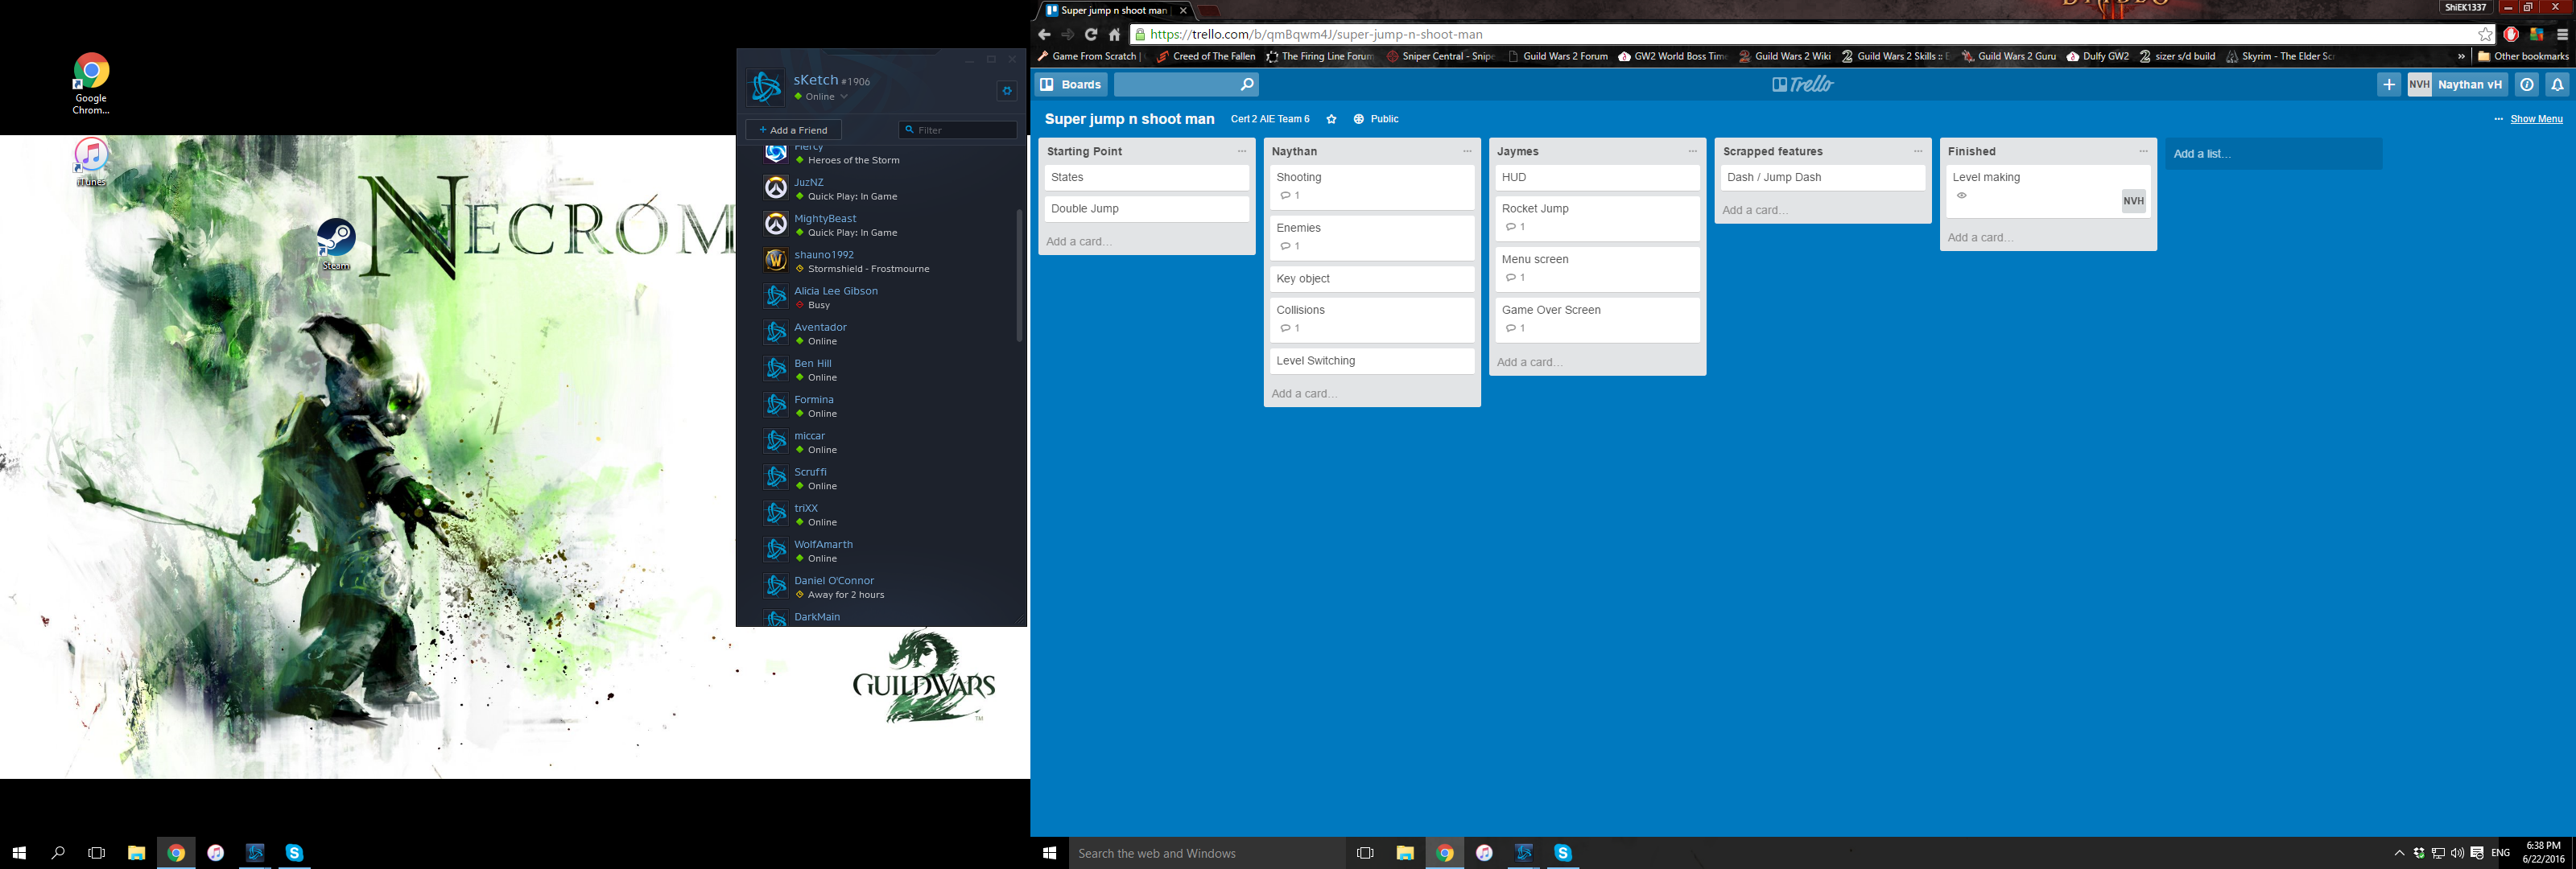 Google
Chrom...
iTunes
Steam
NECROM
GUILDWARS
2
TM
sKetch #1906
Online
+ Add a Friend
Filter
Fiercy
Heroes of the Storm
JuzNZ
Quick Play: In Game
MightyBeast
Quick Play: In Game
shauno1992
Stormshield - Frostmourne
Alicia Lee Gibson
Busy
Aventador
Online
Ben Hill
Online
Formina
Online
miccar
Online
Scruffi
Online
triXX
Online
WolfAmarth
Online
Daniel O'Connor
Away for 2 hours
DarkMain
Super jump n shoot man
ShiEK1337
https://trello.com/b/qmBqwm4J/super-jump-n-shoot-man
Game From Scratch
Creed of The Fallen
The Firing Line Forum
Sniper Central - Snipe
Guild Wars 2 Forum
GW2 World Boss Time
Guild Wars 2 Wiki
Guild Wars 2 Skills :: E
Guild Wars 2 Guru
Dulfy GW2
sizer s/d build
Skyrim - The Elder Scr
»
Other bookmarks
Boards
Trello
NVH Naythan vH
Super jump n shoot man
Cert 2 AIE Team 6
Public
... Show Menu
Starting Point
States
Double Jump
Add a card...
Naythan
Shooting
1
Enemies
1
Key object
Collisions
1
Level Switching
Add a card...
Jaymes
HUD
Rocket Jump
1
Menu screen
1
Game Over Screen
1
Add a card...
Scrapped features
Dash / Jump Dash
Add a card...
Finished
Level making
NVH
Add a card...
Add a list...
Search the web and Windows
ENG
6:38 PM
6/22/2016